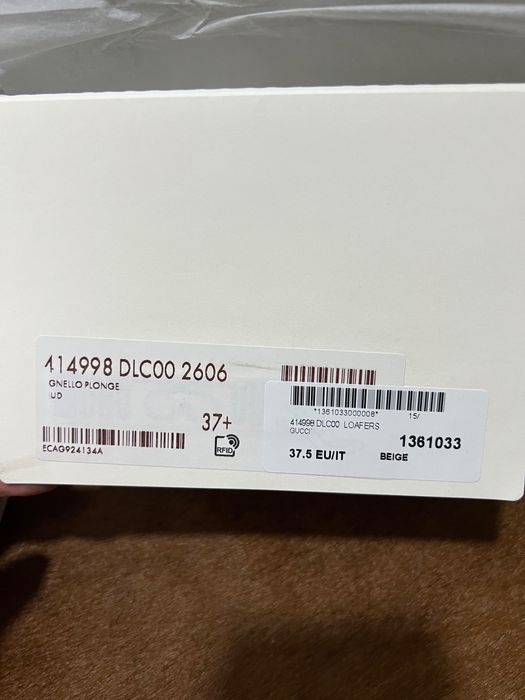 414998 DLC00 2606
GNELLO PLONGE
UD
37+
RFID
ECAG924134A
*1361033000008*
15/
414998 DLC00 LOAFERS
GUCCI
1361033
37.5 EU/IT
BEIGE